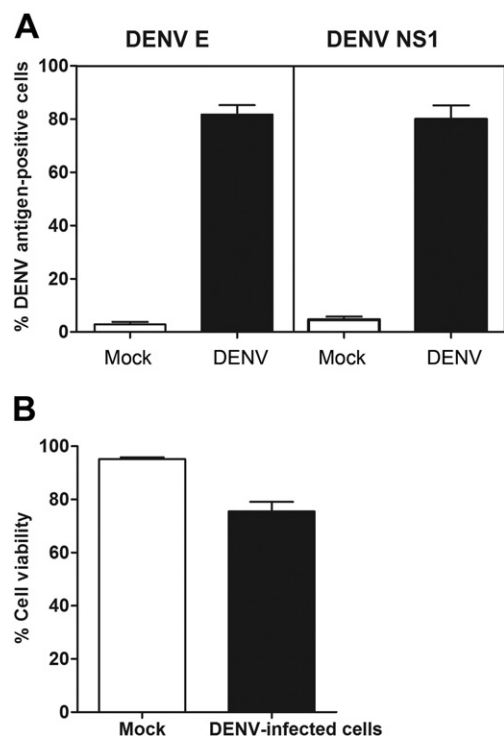 A
DENV E
DENV NS1
% DENV antigen-positive cells
100
80
60
40
20
0
Mock
DENV
Mock
DENV
B
% Cell viability
100
80
60
40
20
0
Mock
DENV-infected cells